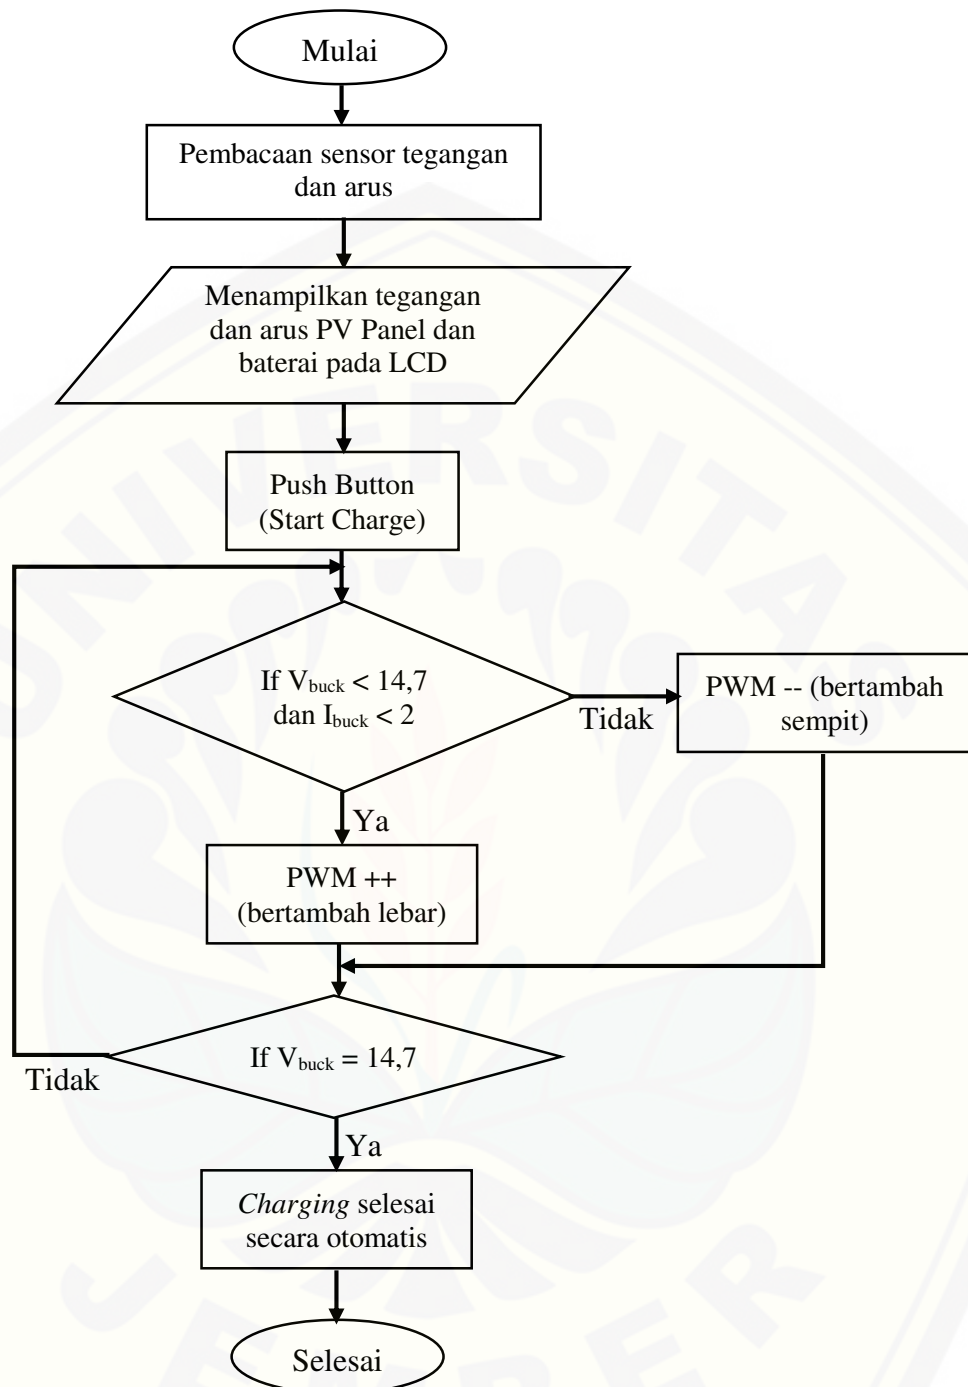 Mulai
Pembacaan sensor tegangan
dan arus
Menampilkan tegangan
dan arus PV Panel dan
baterai pada LCD
Push Button
(Start Charge)
If Vbuck < 14,7
dan Ibuck < 2
Tidak
PWM -- (bertambah
sempit)
Ya
PWM ++
(bertambah lebar)
If Vbuck = 14,7
Tidak
Ya
Charging selesai
secara otomatis
Selesai
UNIVERSITAS
JEMBER